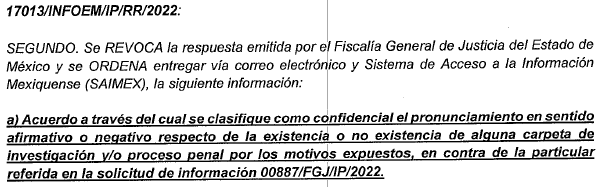 17013/INFOEM/IP/RR/2022:
SEGUNDO. Se REVOCA la respuesta emitida por el Fiscalía General de Justicia del Estado de
México y se ORDENA entregar vía correo electrónico y Sistema de Acceso a la Información
Mexiquense (SAIMEX), la siguiente información:
a) Acuerdo a través del cual se clasifique como confidencial el pronunciamiento en sentido
afirmativo o negativo respecto de la existencia o no existencia de alguna carpeta de
investigación y/o proceso penal por los motivos expuestos, en contra de la particular
referida en la solicitud de información 00887/FGJ/IP/2022.